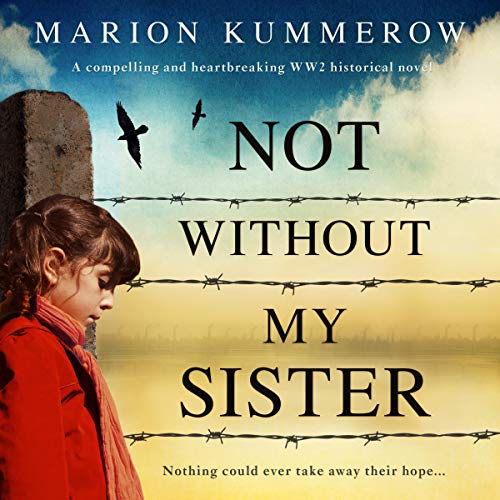 MARION KUMMEROW
A compelling and heartbreaking WW2 historical novel
NOT
WITHOUT
MY
SISTER
Nothing could ever take away their hope...